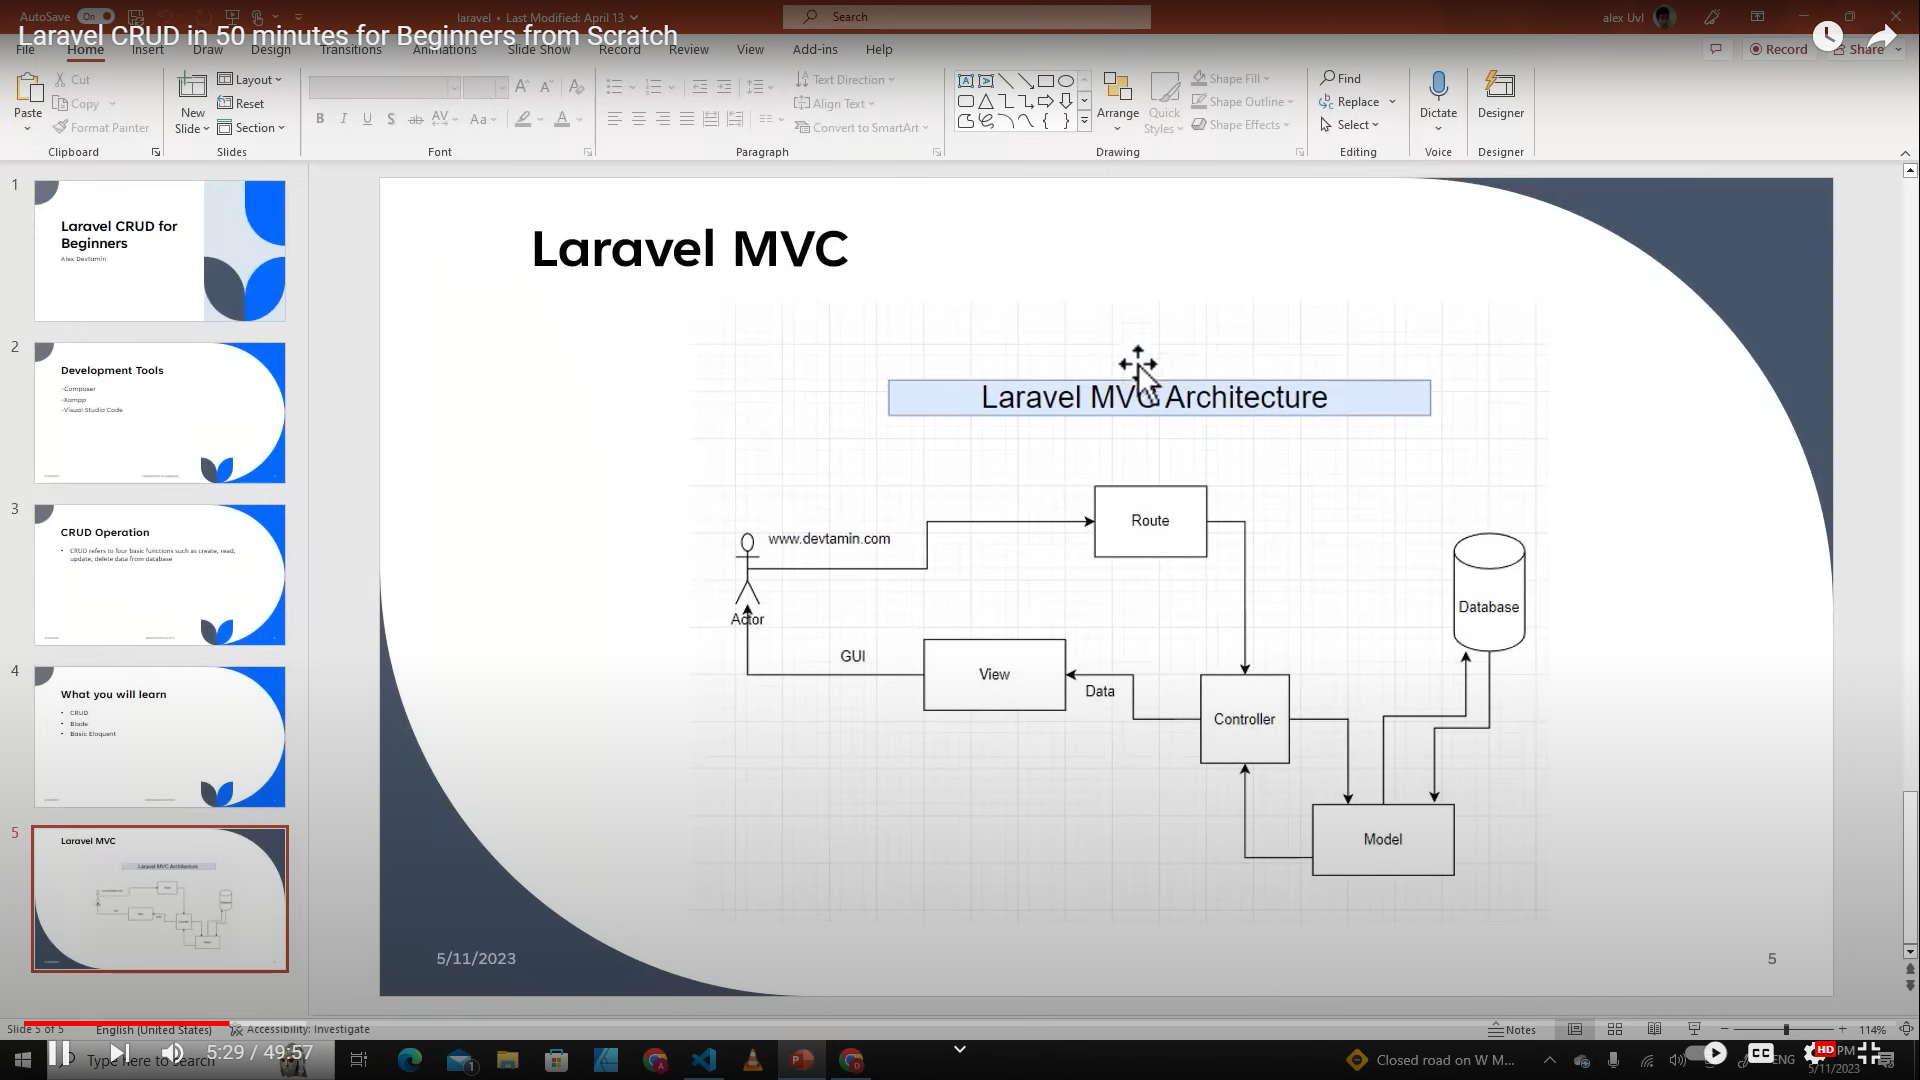 AutoSave On
laravel • Last Modified: April 13
Search
alex Uvl
Laravel CRUD in 50 minutes for Beginners from Scratch
File Home Insert Draw Design Transitions Animations Slide Show Record Review View Add-ins Help
Record
Share
Paste
Cut
Copy
Format Painter
Clipboard
New Slide
Layout
Reset
Section
Slides
Font
Text Direction
Align Text
Convert to SmartArt
Paragraph
Arrange
Quick Styles
Shape Fill
Shape Outline
Shape Effects
Drawing
Find
Replace
Select
Editing
Dictate
Voice
Designer
Designer
1
Laravel CRUD for
Beginners
Alex Devtamin
2
Development Tools
-Composer
-Xampp
-Visual Studio Code
3
CRUD Operation
• CRUD refers to four basic functions such as create, read,
update, delete data from database
4
What you will learn
• CRUD
• Blade
• Basic Eloquent
5
Laravel MVC
Laravel MVC Architecture
Laravel MVC
Laravel MVC Architecture
www.devtamin.com
Route
Actor
Database
GUI
View
Data
Controller
Model
5/11/2023
5
Slide 5 of 5
English (United States)
Accessibility: Investigate
Notes
114%
Type here to search
5:29 / 49:57
Closed road on W M...
CC
HD
ENG
PM
5/11/2023